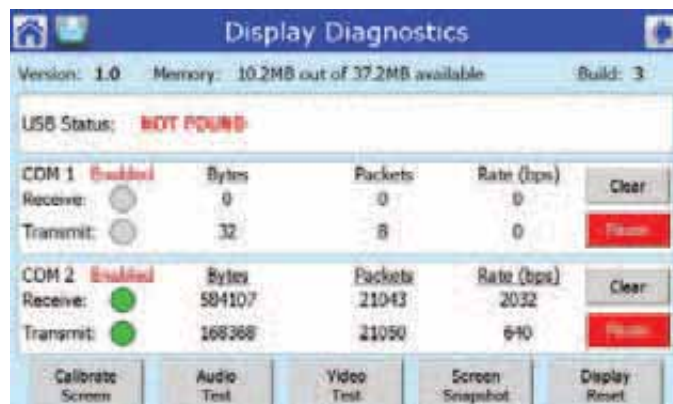 Display Diagnostics
Version: 1.0 Memory: 10.2MB out of 37.2MB available Build: 3
USB Status: NOT FOUND
COM 1 Enabled Bytes Packets Rate (bps) Clear
Receive: 0 0 0
Transmit: 32 8 0 Pause
COM 2 Enabled Bytes Packets Rate (bps) Clear
Receive: 584107 21043 2032
Transmit: 168368 21050 640 Pause
Calibrate Screen
Audio Test
Video Test
Screen Snapshot
Display Reset